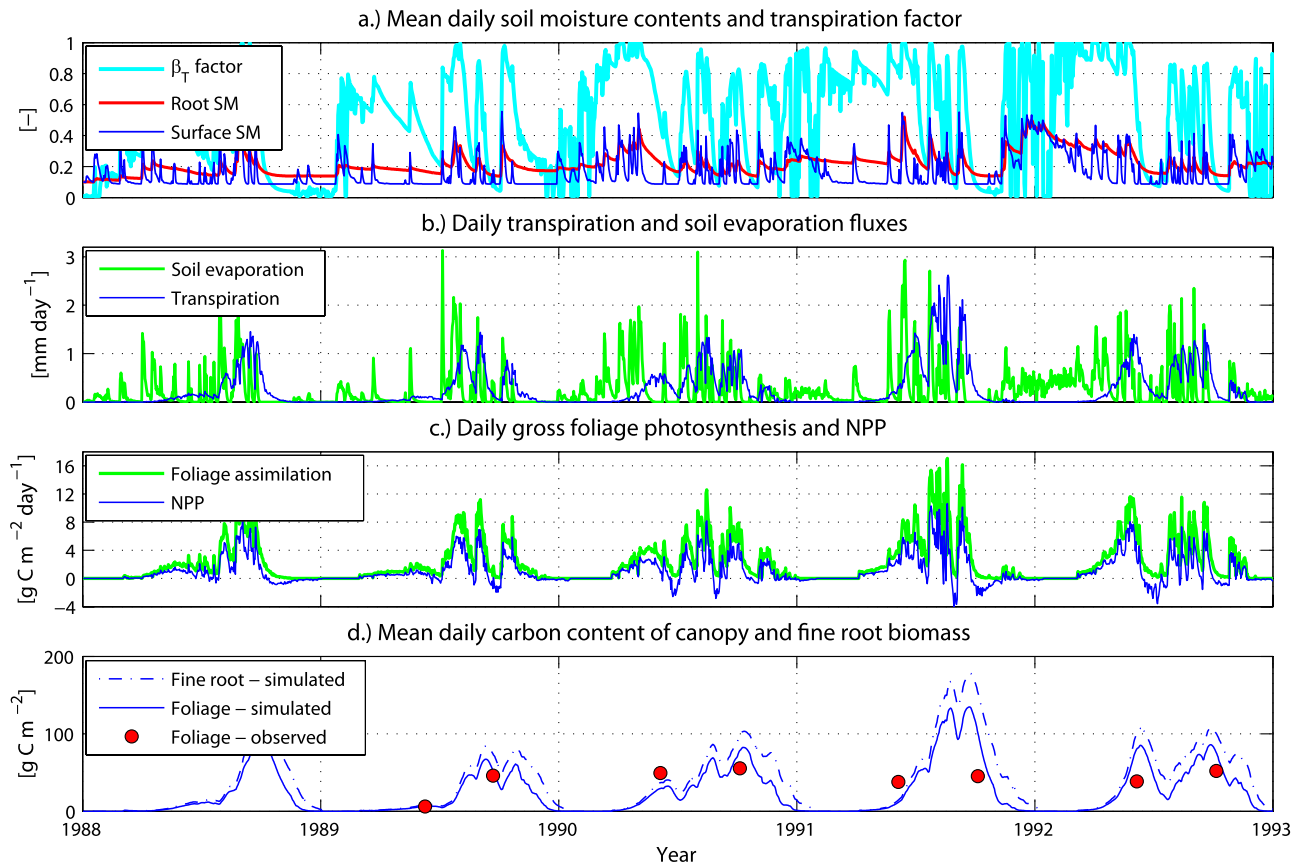 a.) Mean daily soil moisture contents and transpiration factor
[−]
1
0.8
0.6
0.4
0.2
0
βT factor
Root SM
Surface SM
b.) Daily transpiration and soil evaporation fluxes
[mm day−1]
3
2
1
0
Soil evaporation
Transpiration
c.) Daily gross foliage photosynthesis and NPP
[g C m−2 day−1]
16
12
8
4
0
−4
Foliage assimilation
NPP
d.) Mean daily carbon content of canopy and fine root biomass
[g C m−2]
200
100
0
Fine root − simulated
Foliage − simulated
Foliage − observed
1988 1989 1990 1991 1992 1993
Year